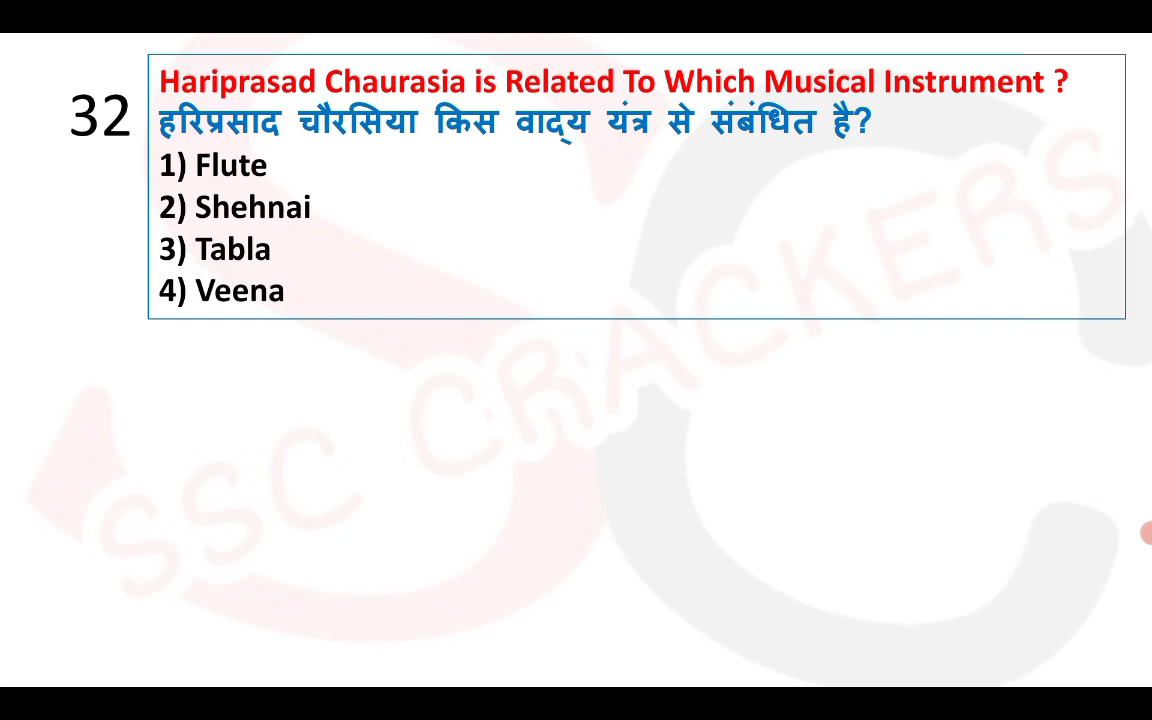 32
Hariprasad Chaurasia is Related To Which Musical Instrument ?
हरिप्रसाद चौरसिया किस वाद्य यंत्र से संबंधित है?
1) Flute
2) Shehnai
3) Tabla
4) Veena
SSC CRACKERS